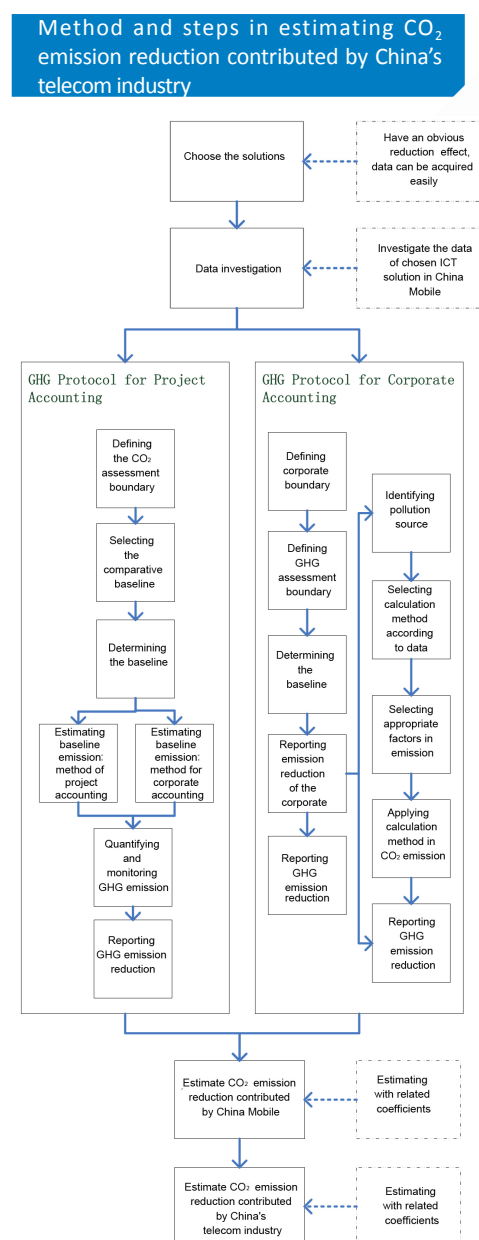 Method and steps in estimating CO₂
emission reduction contributed by China's
telecom industry
Choose the solutions
Have an obvious
reduction effect,
data can be acquired
easily
Data investigation
Investigate the data
of chosen ICT
solution in China
Mobile
GHG Protocol for Project
Accounting
Defining
the CO₂
assessment
boundary
Selecting
the
comparative
baseline
Determining
the baseline
Estimating
baseline
emission:
method of
project
accounting
Estimating
baseline
emission:
method for
corporate
accounting
Quantifying
and
monitoring
GHG emission
Reporting
GHG emission
reduction
GHG Protocol for Corporate
Accounting
Defining
corporate
boundary
Defining
GHG
assessment
boundary
Determining
the
baseline
Reporting
emission
reduction
of the
corporate
Reporting
GHG
emission
reduction
Identifying
pollution
source
Selecting
calculation
method
according
to data
Selecting
appropriate
factors in
emission
Applying
calculation
method in
CO₂ emission
Reporting
GHG
emission
reduction
Estimate CO₂ emission
reduction contributed
by China Mobile
Estimating
with related
coefficients
Estimate CO₂ emission
reduction contributed
by China's
telecom industry
Estimating
with related
coefficients